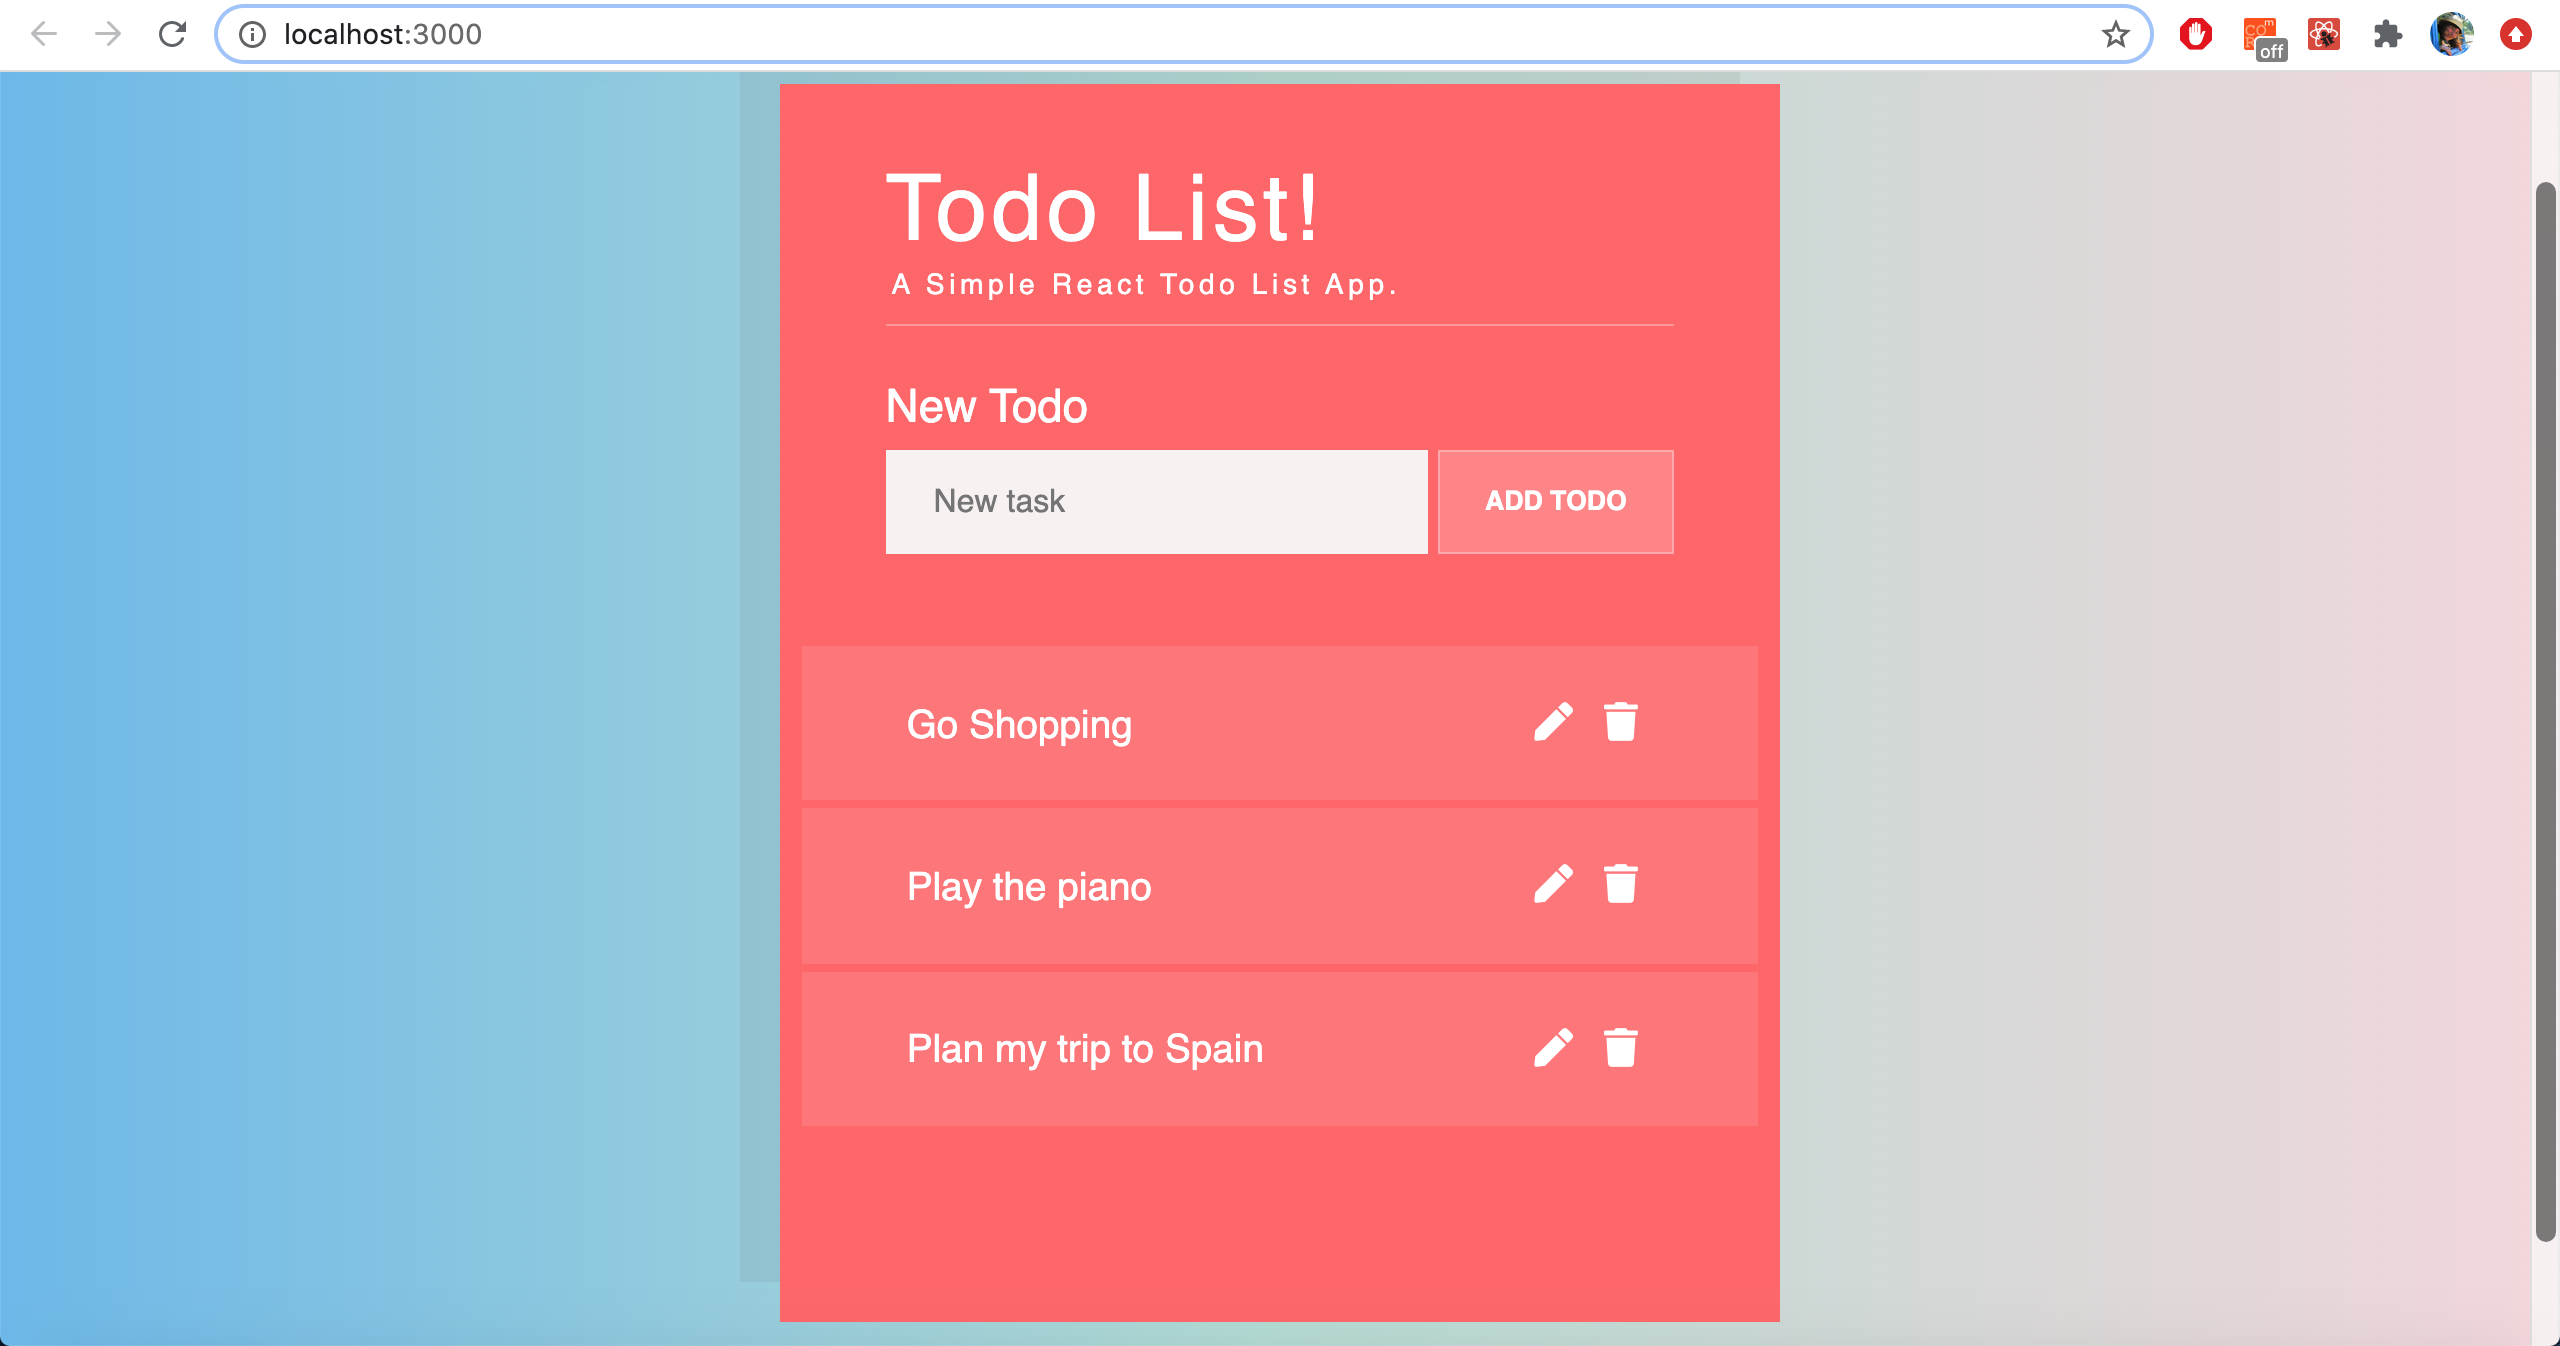 localhost:3000
off
Todo List!
A Simple React Todo List App.
New Todo
New task
ADD TODO
Go Shopping
Play the piano
Plan my trip to Spain